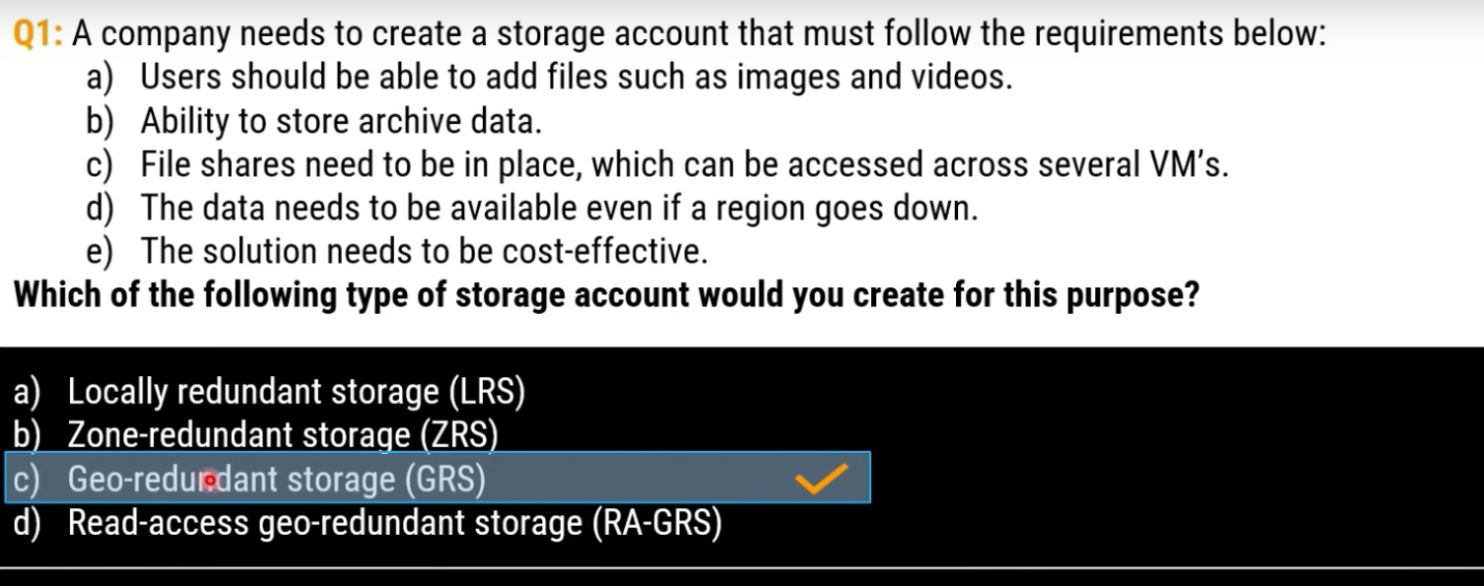 Q1: A company needs to create a storage account that must follow the requirements below:
a) Users should be able to add files such as images and videos.
b) Ability to store archive data.
c) File shares need to be in place, which can be accessed across several VM's.
d) The data needs to be available even if a region goes down.
e) The solution needs to be cost-effective.
Which of the following type of storage account would you create for this purpose?
a) Locally redundant storage (LRS)
b) Zone-redundant storage (ZRS)
c) Geo-redundant storage (GRS)
d) Read-access geo-redundant storage (RA-GRS)